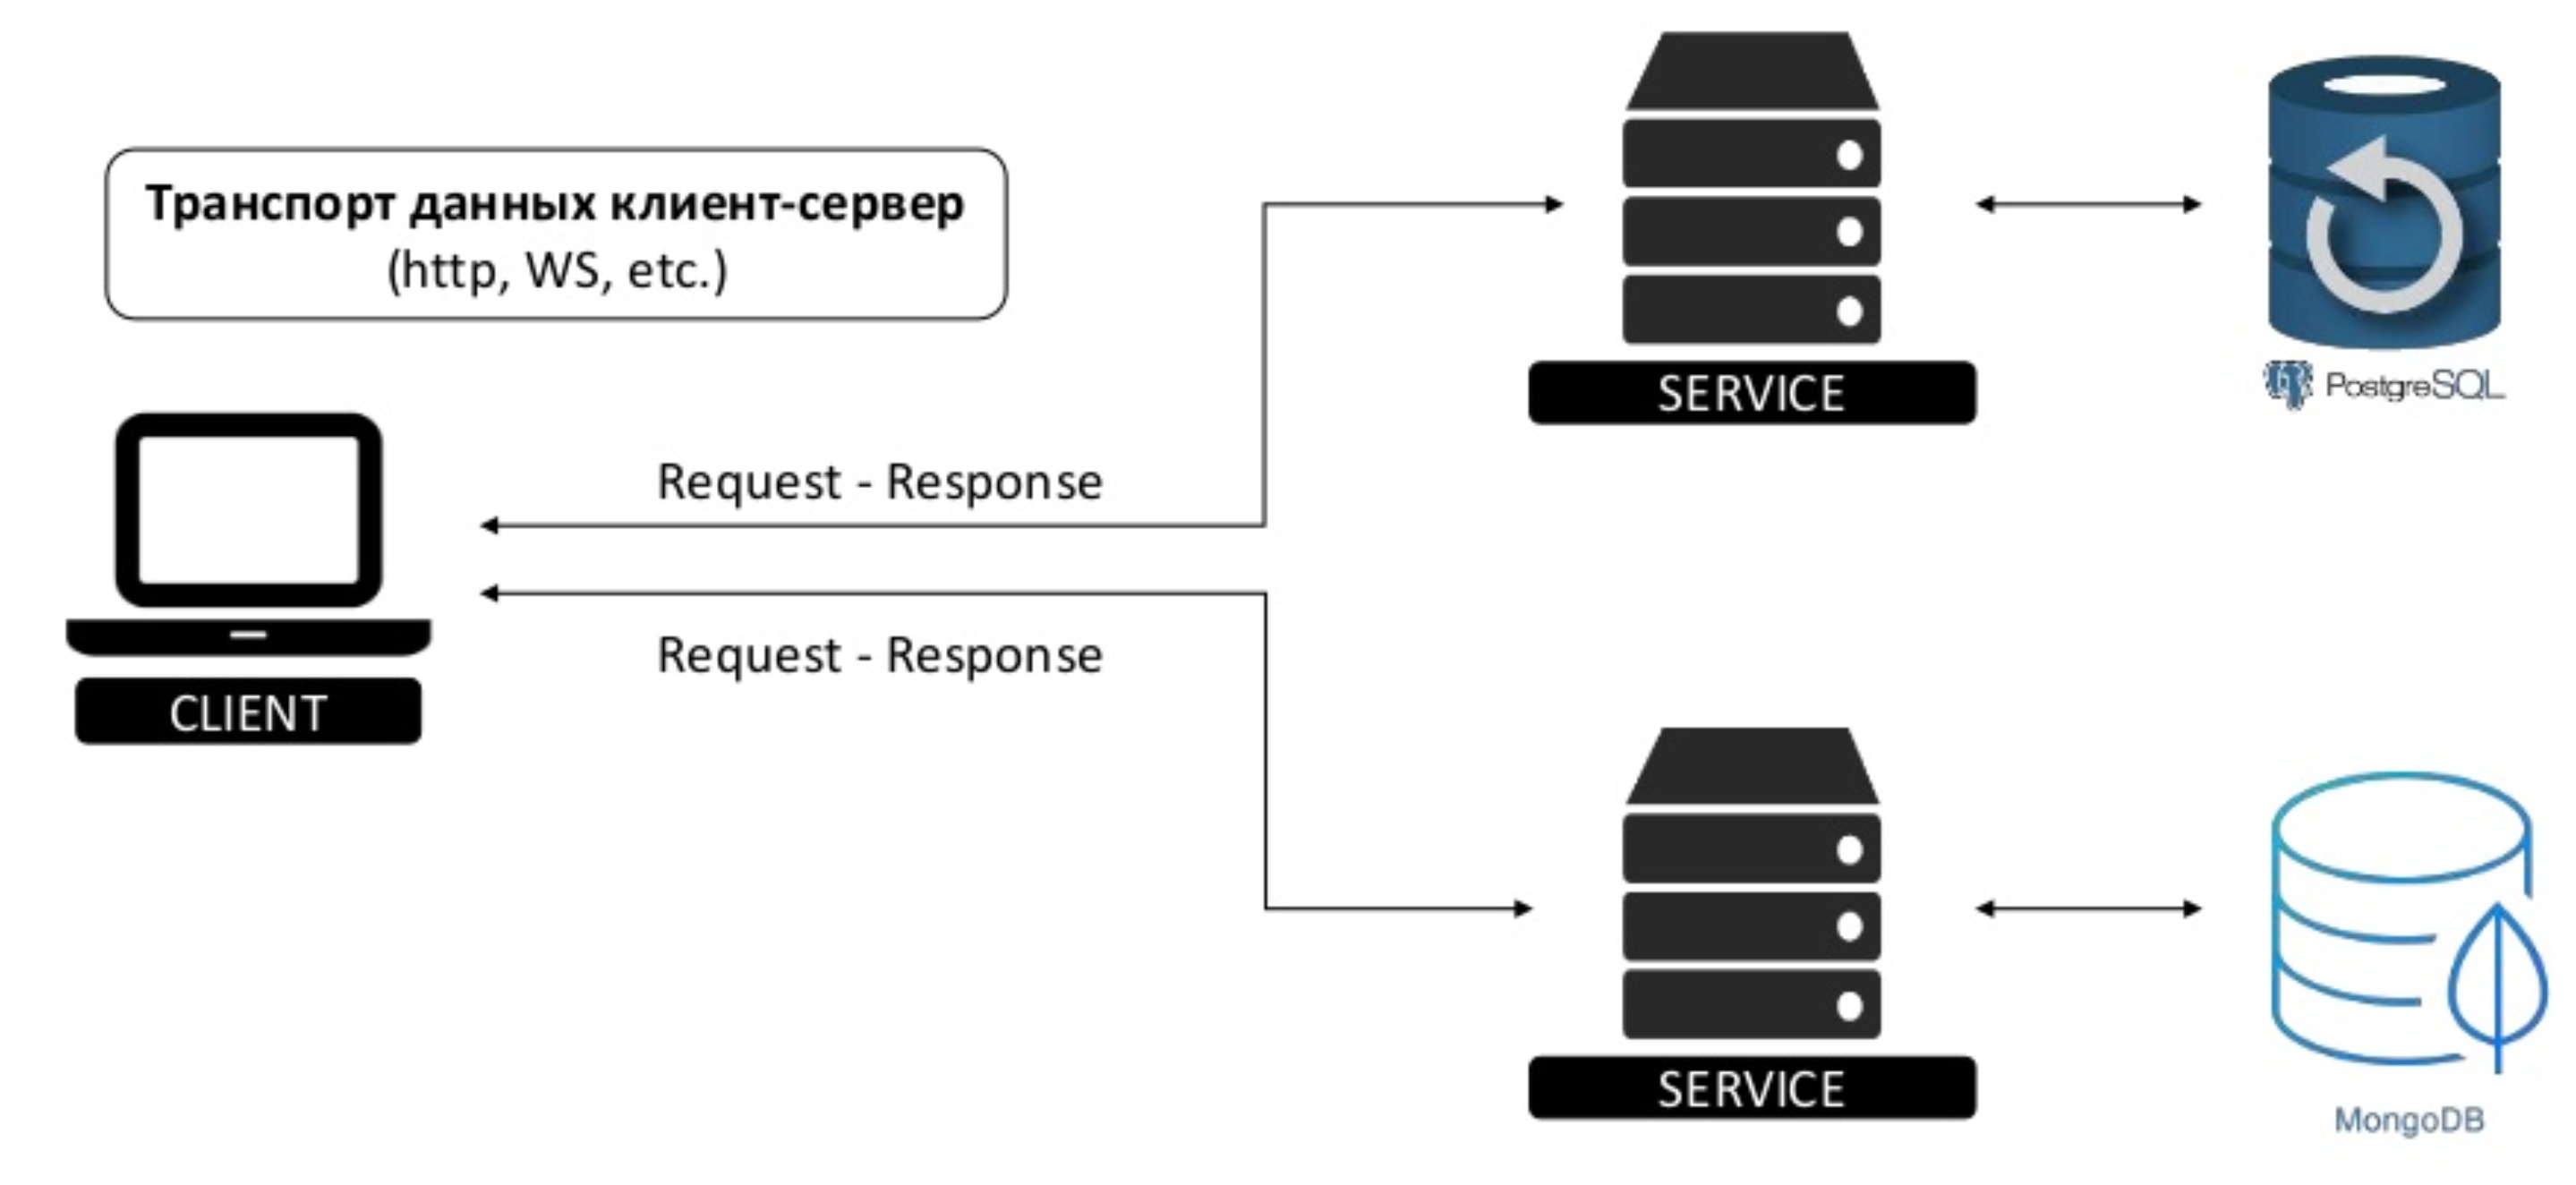 Транспорт данных клиент-сервер
(http, WS, etc.)
SERVICE
PostgreSQL
Request - Response
Request - Response
CLIENT
SERVICE
MongoDB